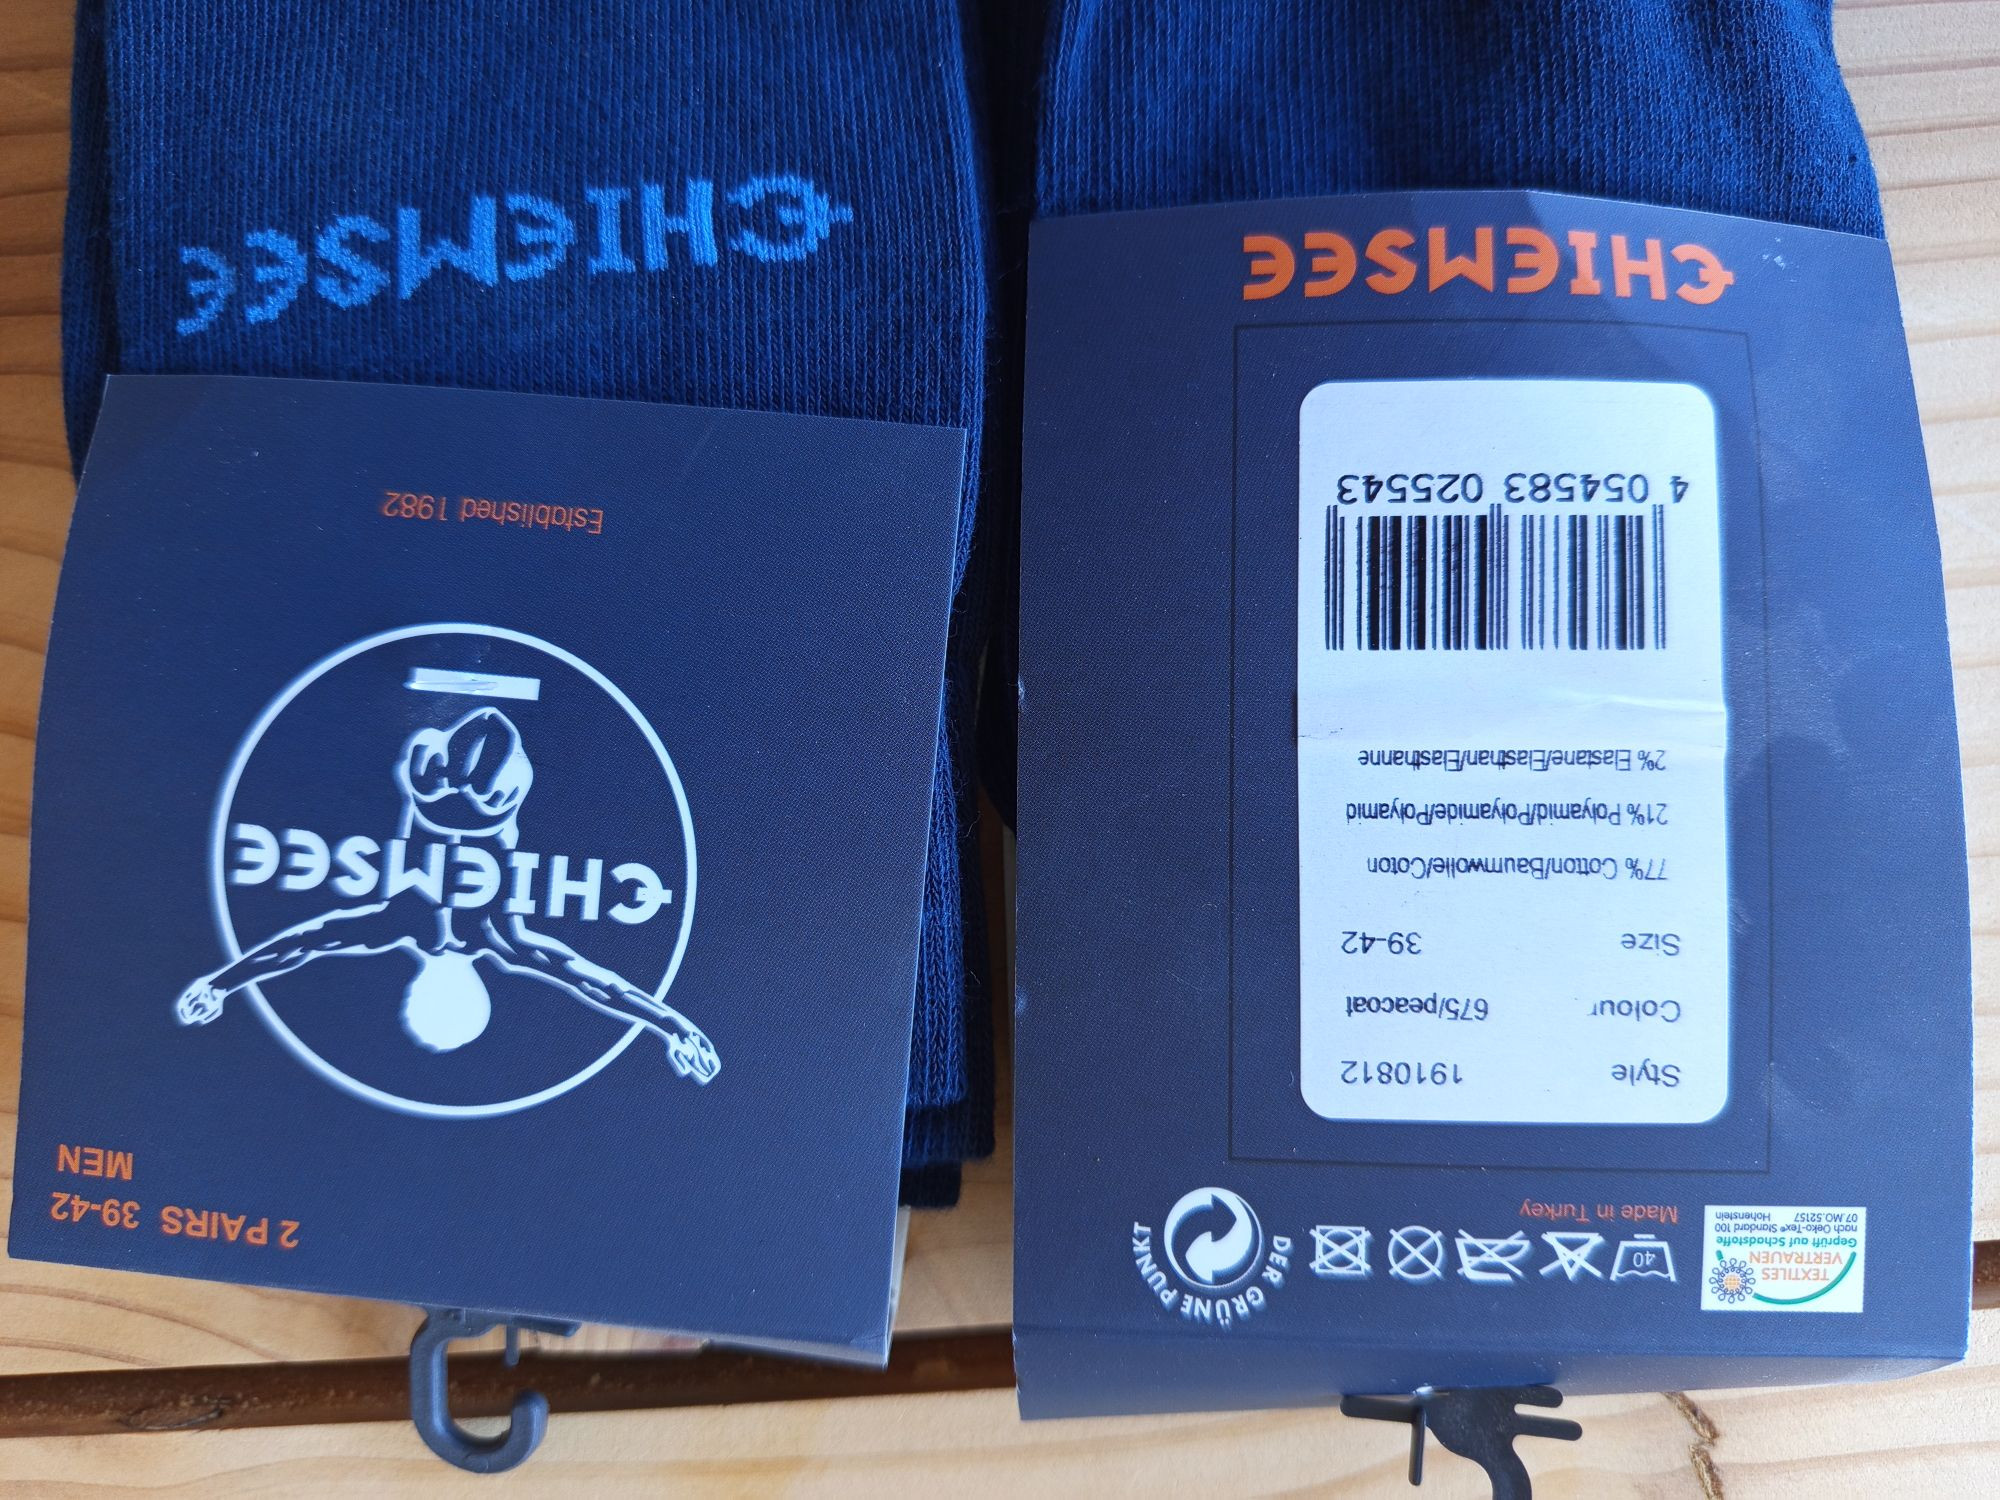 CHIEMSEE
2 PAIRS 39-42
MEN
CHIEMSEE
Established 1982
TEXTILES
VERTRAUEN
Geprüft auf Schadstoffe
nach Oeko-Tex® Standard 100
07.MO.52157
Hohenstein
40
Made in Turkey
DER GRÜNE PUNKT
Style 1910812
Colour 675/peacoat
Size 39-42
77% Cotton/Baumwolle/Coton
21% Polyamid/Polyamide/Polyamid
2% Elastane/Elasthan/Elasthanne
4 054583 025543
CHIEMSEE